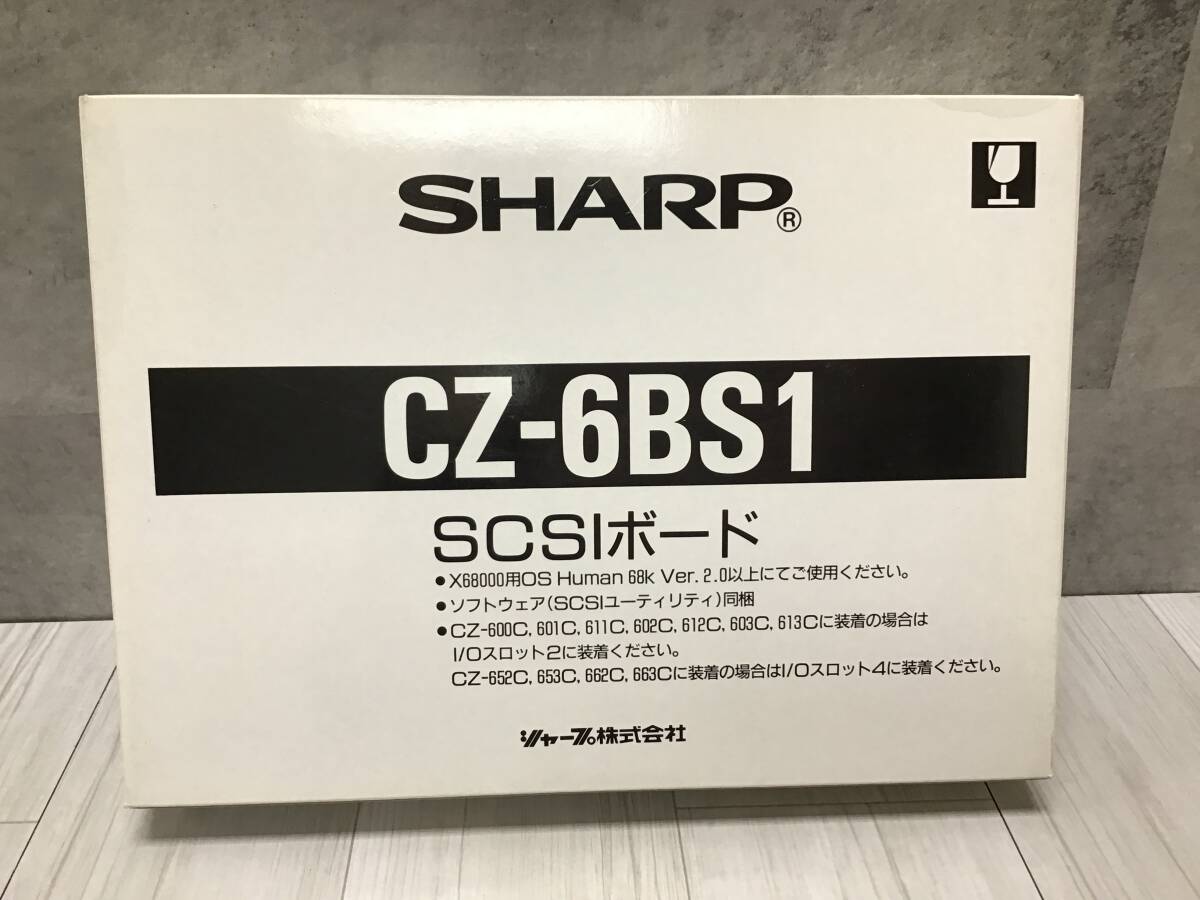 SHARP®
CZ-6BS1
SCSIボード
●X68000用OS Human 68k Ver. 2.0以上にてご使用ください。
●ソフトウェア(SCSIユーティリティ)同梱
●CZ-600C, 601C, 611C, 602C, 612C, 603C, 613Cに装着の場合は
I/Oスロット2に装着ください。
CZ-652C, 653C, 662C, 663Cに装着の場合はI/Oスロット4に装着ください。
シャープ株式会社